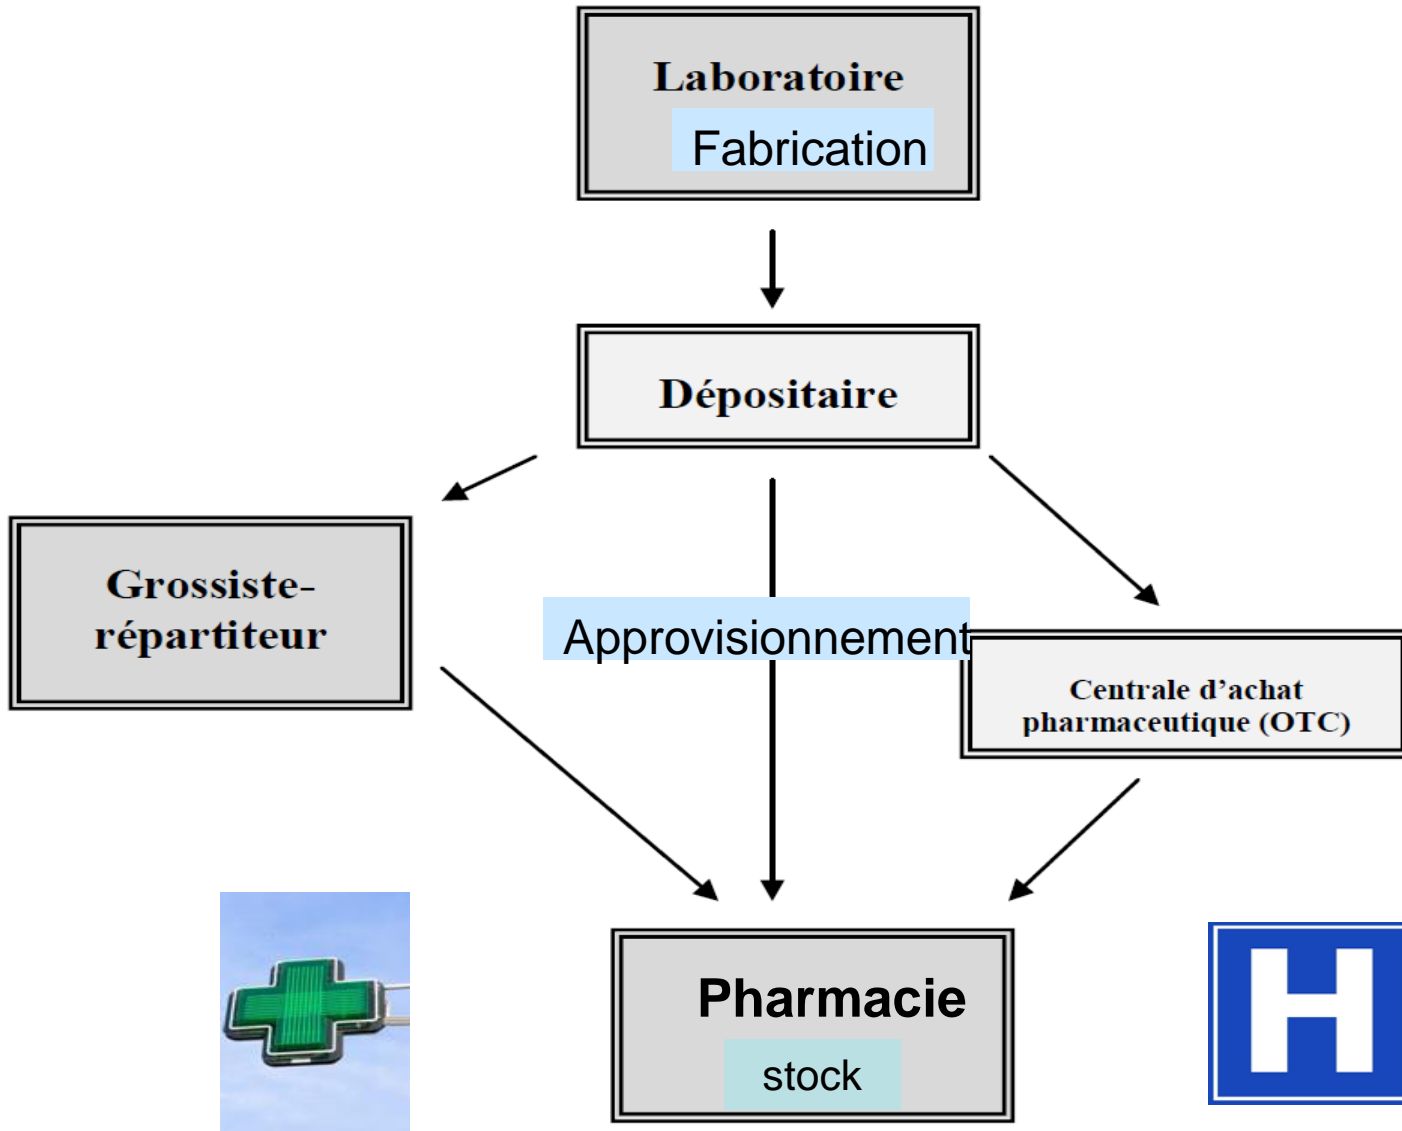 Laboratoire
Fabrication
Dépositaire
Grossiste-
répartiteur
Approvisionnement
Centrale d’achat
pharmaceutique (OTC)
Pharmacie
stock
H